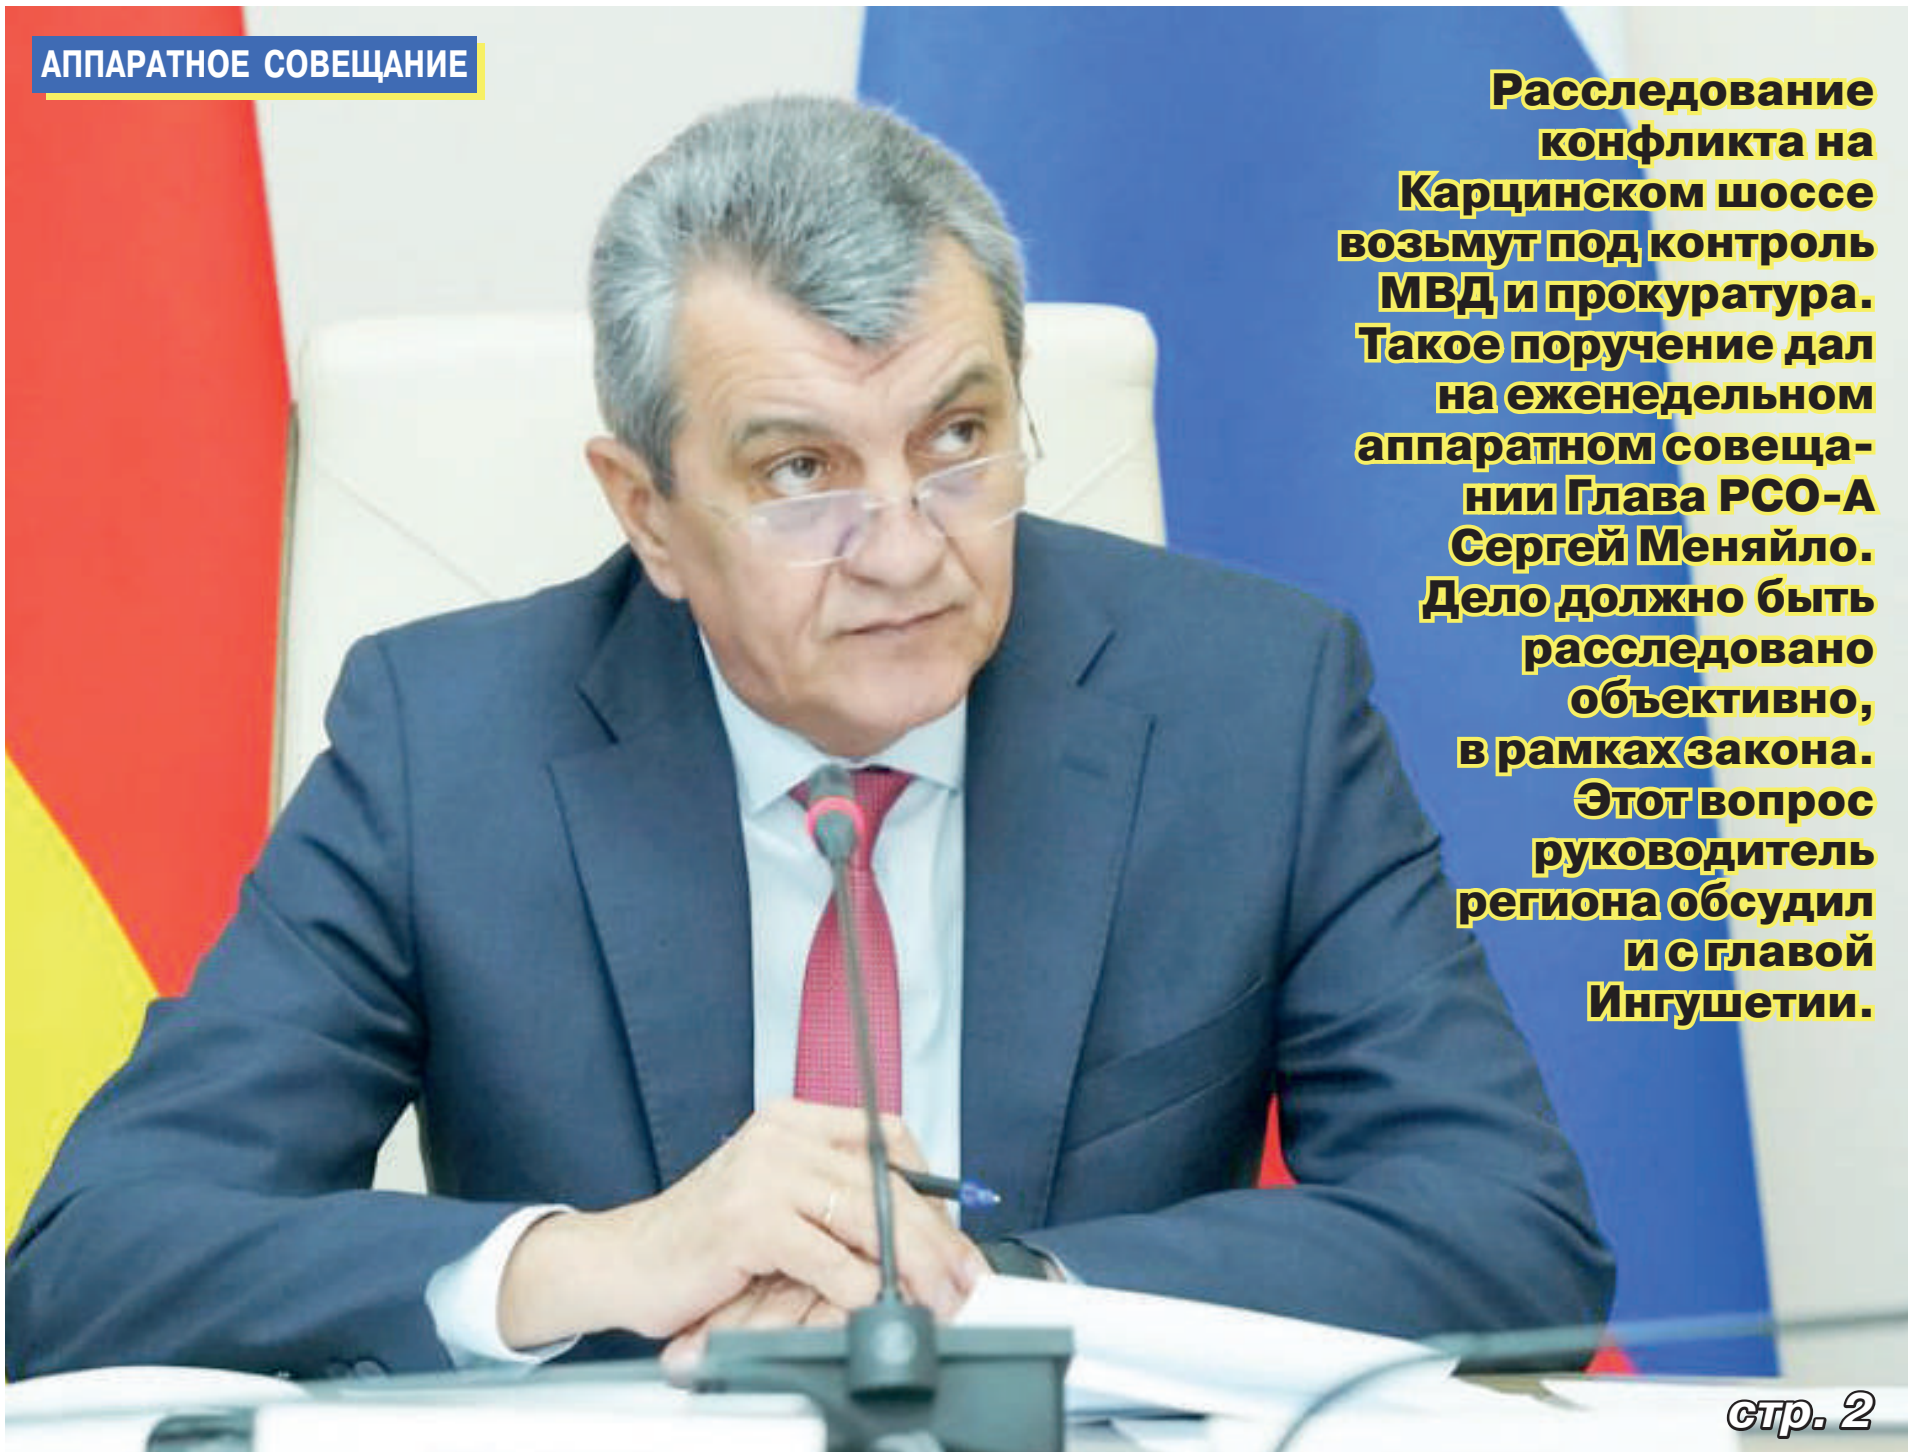 АППАРАТНОЕ СОВЕЩАНИЕ
Расследование
конфликта на
Карцинском шоссе
возьмут под контроль
МВД и прокуратура.
Такое поручение дал
на еженедельном
аппаратном совеща-
нии Глава РСО-А
Сергей Меняйло.
Дело должно быть
расследовано
объективно,
в рамках закона.
Этот вопрос
руководитель
региона обсудил
и с главой
Ингушетии.
стр. 2